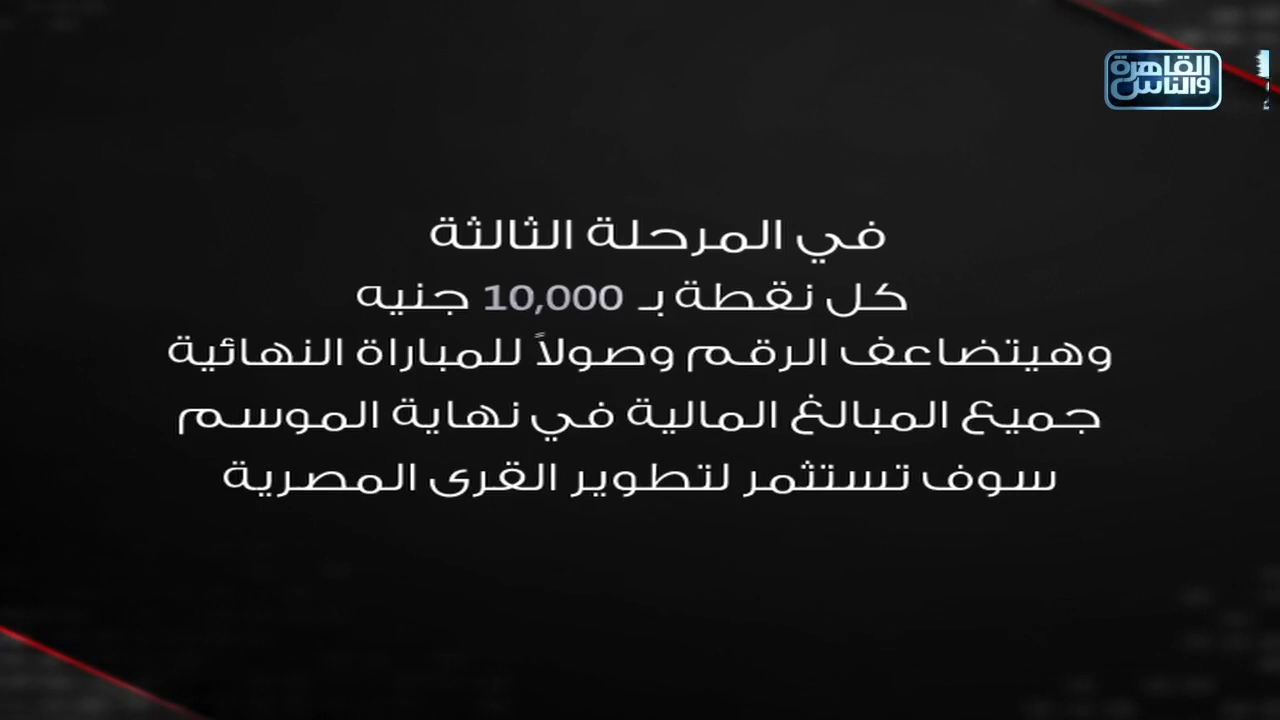 القاهرة
والناس
في المرحلة الثالثة
كل نقطة بـ 10,000 جنيه
وهيتضاعف الرقم وصولاً للمباراة النهائية
جميع المبالغ المالية في نهاية الموسم
سوف تستثمر لتطوير القرى المصرية